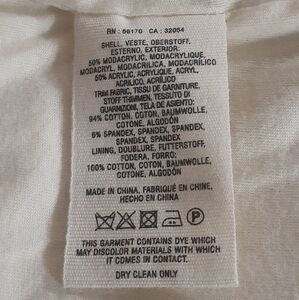 RN : 56170 CA : 32054
SHELL, VESTE, OBERSTOFF,
ESTERNO, EXTERIOR:
50% MODACRYLIC, MODACRYLIQUE,
MODACRYL, MODACRILICA, MODACRÍLICO
50% ACRYLIC, ACRYLIQUE, ACRYL,
ACRILICO, ACRÍLICO
TRIM FABRIC, TISSU DE GARNITURE,
STOFF TRIMMEN, TESSUTO DI
GUARNIZIONI, TELA DE ASIENTO:
94% COTTON, COTON, BAUMWOLLE,
COTONE, ALGODÓN
6% SPANDEX, SPANDEX, SPANDEX,
SPANDEX, SPANDEX
LINING, DOUBLURE, FUTTERSTOFF,
FODERA, FORRO:
100% COTTON, COTON, BAUMWOLLE,
COTONE, ALGODÓN
MADE IN CHINA, FABRIQUÉ EN CHINE,
HECHO EN CHINA
P
THIS GARMENT CONTAINS DYE WHICH
MAY DISCOLOR MATERIALS WITH WHICH
IT COMES IN CONTACT.
DRY CLEAN ONLY